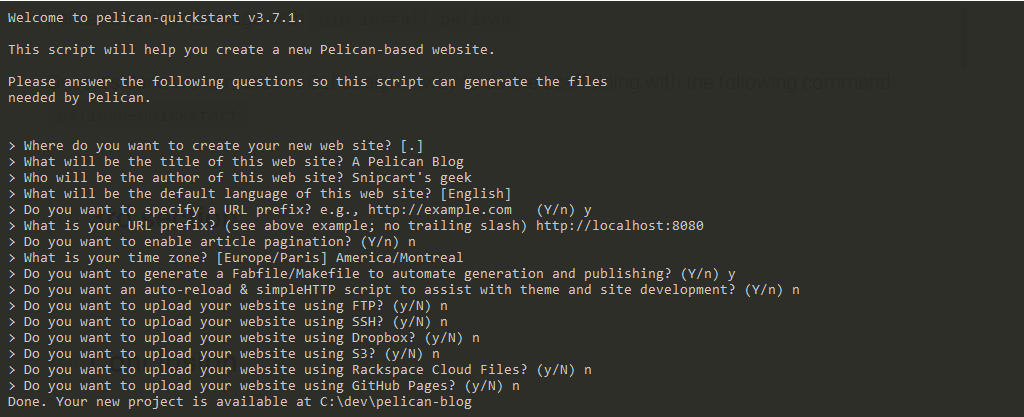 Welcome to pelican-quickstart v3.7.1.
This script will help you create a new Pelican-based website.
Please answer the following questions so this script can generate the files
needed by Pelican.
> Where do you want to create your new web site? [.]
> What will be the title of this web site? A Pelican Blog
> Who will be the author of this web site? Snipcart's geek
> What will be the default language of this web site? [English]
> Do you want to specify a URL prefix? e.g., http://example.com   (Y/n) y
> What is your URL prefix? (see above example; no trailing slash) http://localhost:8080
> Do you want to enable article pagination? (Y/n) n
> What is your time zone? [Europe/Paris] America/Montreal
> Do you want to generate a Fabfile/Makefile to automate generation and publishing? (Y/n) y
> Do you want an auto-reload & simpleHTTP script to assist with theme and site development? (Y/n) n
> Do you want to upload your website using FTP? (y/N) n
> Do you want to upload your website using SSH? (y/N) n
> Do you want to upload your website using Dropbox? (y/N) n
> Do you want to upload your website using S3? (y/N) n
> Do you want to upload your website using Rackspace Cloud Files? (y/N) n
> Do you want to upload your website using GitHub Pages? (y/N) n
Done. Your new project is available at C:\dev\pelican-blog